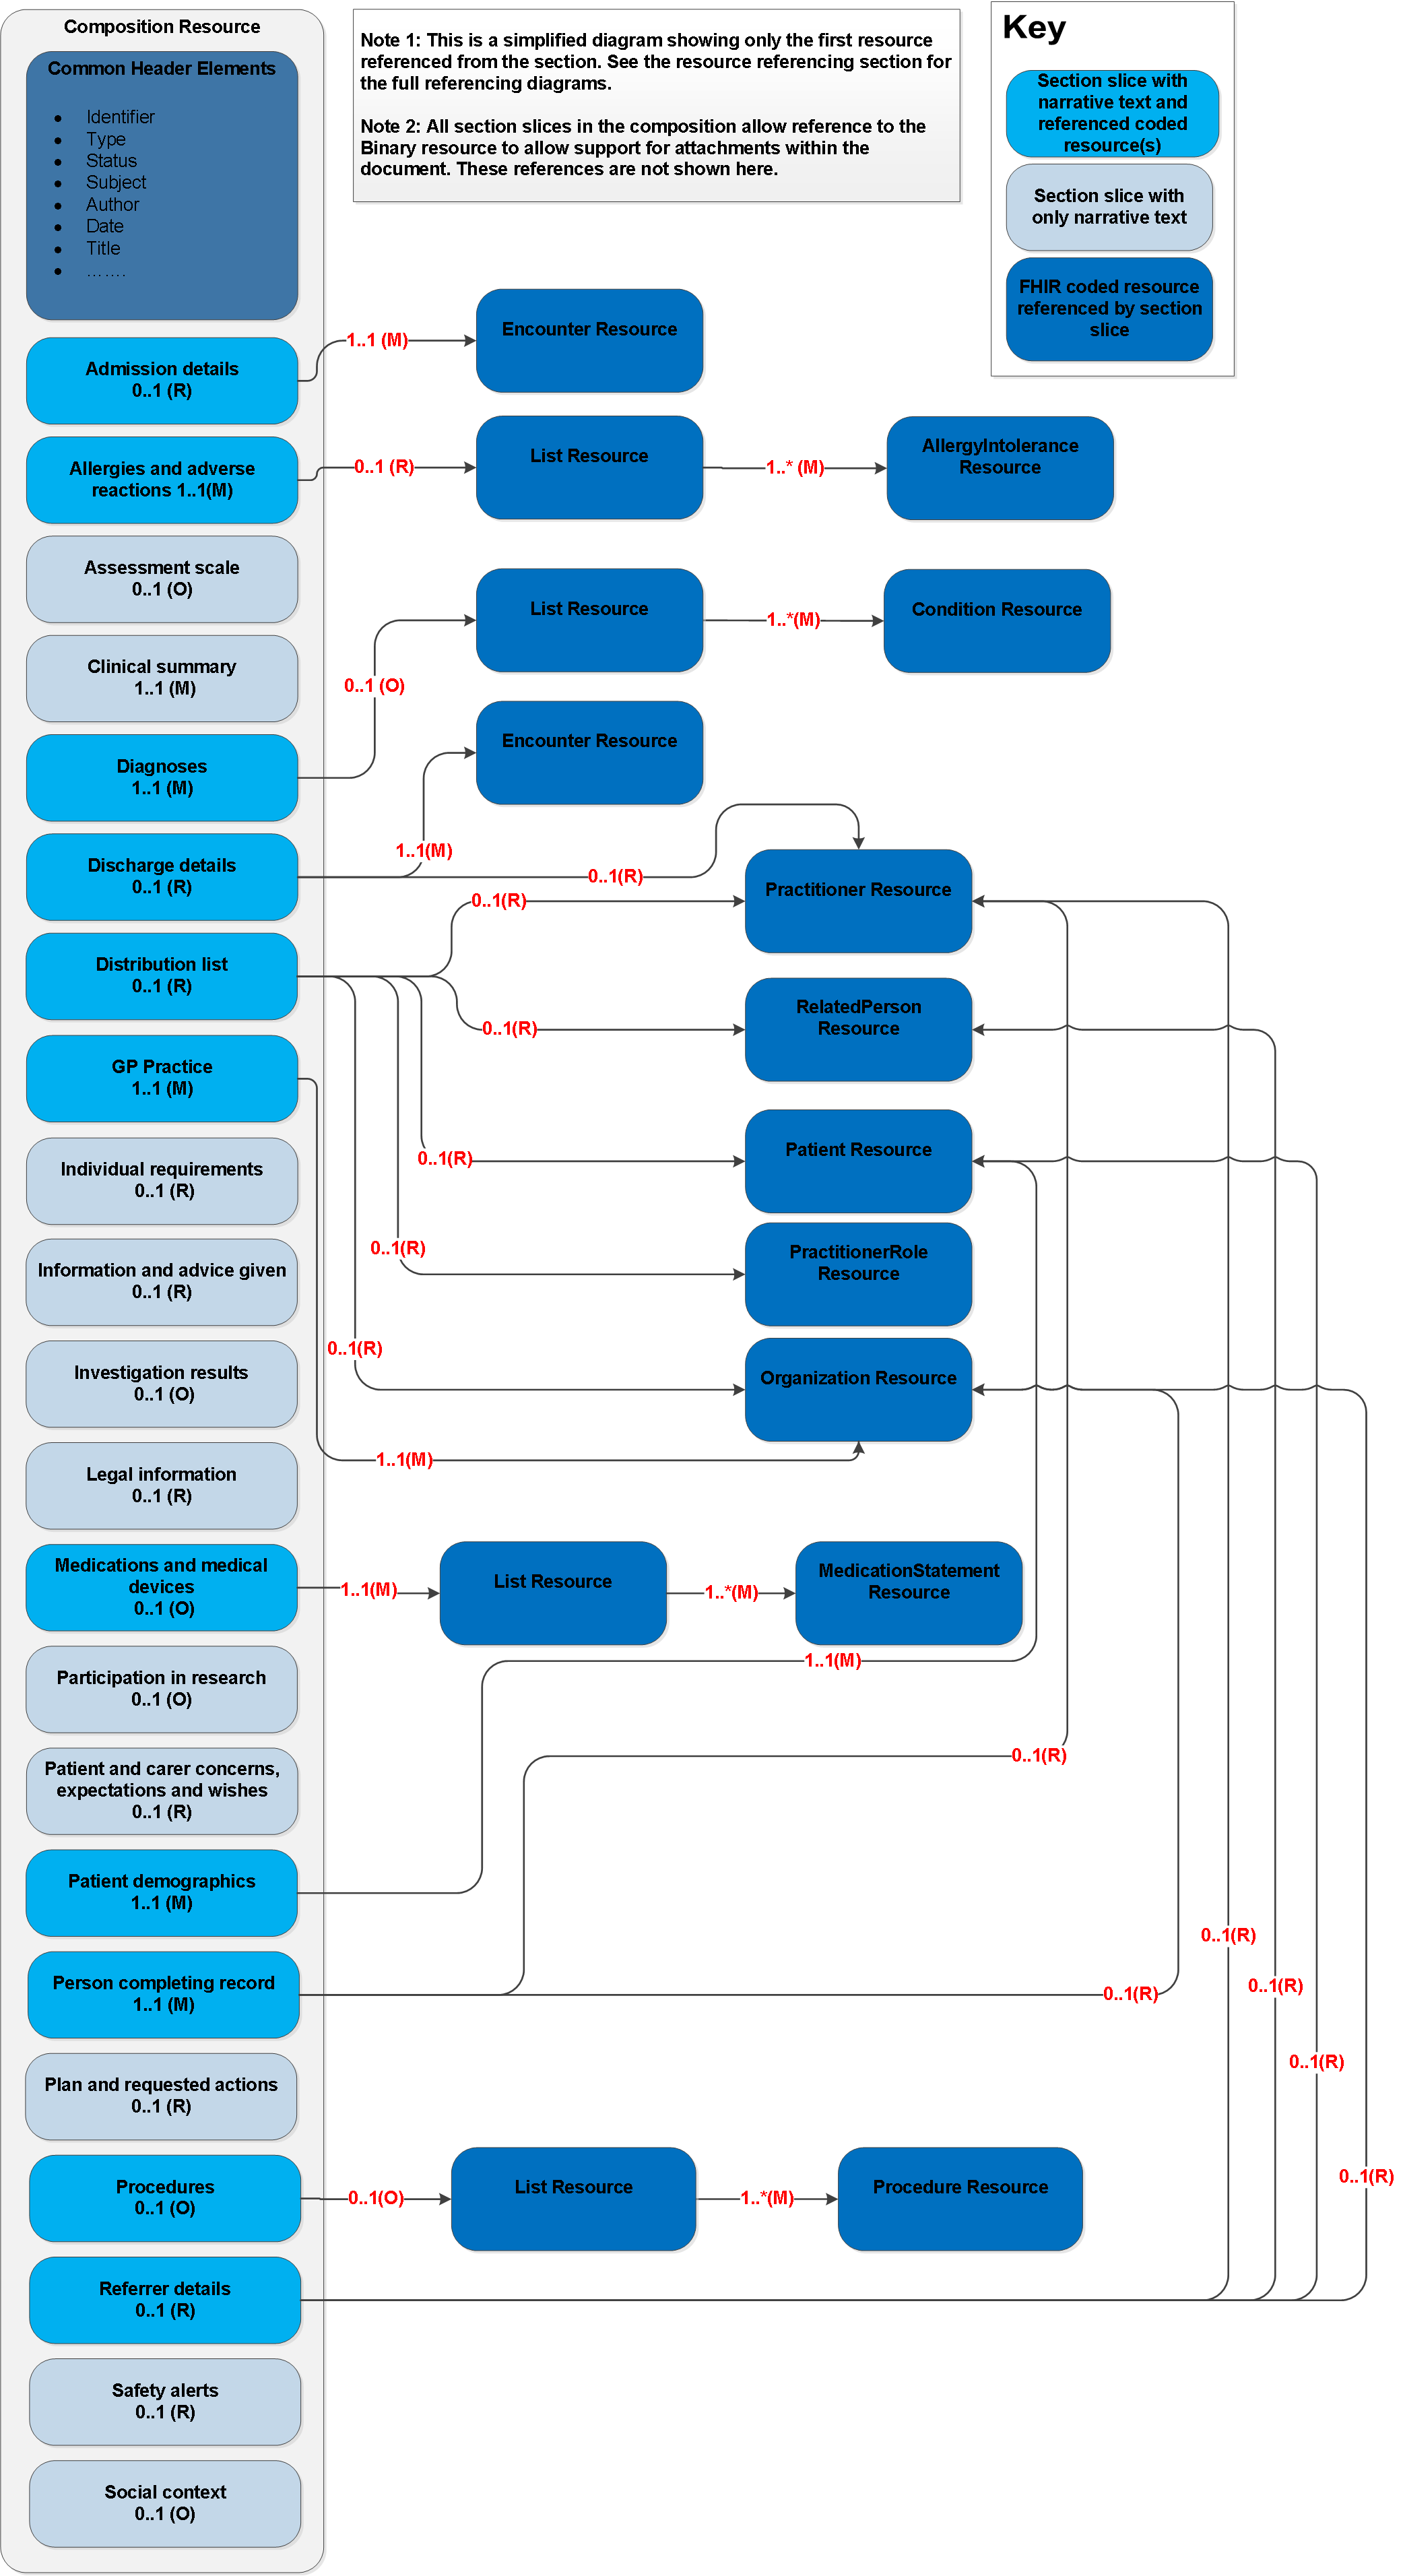 Composition Resource
Common Header Elements
● Identifier
● Type
● Status
● Subject
● Author
● Date
● Title
● …….
Note 1: This is a simplified diagram showing only the first resource
referenced from the section. See the resource referencing section for
the full referencing diagrams.
Note 2: All section slices in the composition allow reference to the
Binary resource to allow support for attachments within the
document. These references are not shown here.
Key
Section slice with
narrative text and
referenced coded
resource(s)
Section slice with
only narrative text
FHIR coded resource
referenced by section
slice
Admission details
0..1 (R)
1..1 (M)
Encounter Resource
Allergies and adverse
reactions 1..1(M)
0..1 (R)
List Resource
1..* (M)
AllergyIntolerance
Resource
Assessment scale
0..1 (O)
List Resource
1..*(M)
Condition Resource
Clinical summary
1..1 (M)
0..1 (O)
Diagnoses
1..1 (M)
Encounter Resource
Discharge details
0..1 (R)
1..1(M)
0..1(R)
Practitioner Resource
Distribution list
0..1 (R)
0..1(R)
0..1(R)
RelatedPerson
Resource
GP Practice
1..1 (M)
0..1(R)
Patient Resource
Individual requirements
0..1 (R)
0..1(R)
PractitionerRole
Resource
Information and advice given
0..1 (R)
0..1(R)
Organization Resource
Investigation results
0..1 (O)
1..1(M)
Legal information
0..1 (R)
Medications and medical
devices
0..1 (O)
1..1(M)
List Resource
1..*(M)
MedicationStatement
Resource
1..1(M)
Participation in research
0..1 (O)
0..1(R)
Patient and carer concerns,
expectations and wishes
0..1 (R)
Patient demographics
1..1 (M)
0..1(R)
Person completing record
1..1 (M)
0..1(R)
0..1(R)
0..1(R)
Plan and requested actions
0..1 (R)
0..1(R)
Procedures
0..1 (O)
0..1(O)
List Resource
1..*(M)
Procedure Resource
Referrer details
0..1 (R)
Safety alerts
0..1 (R)
Social context
0..1 (O)